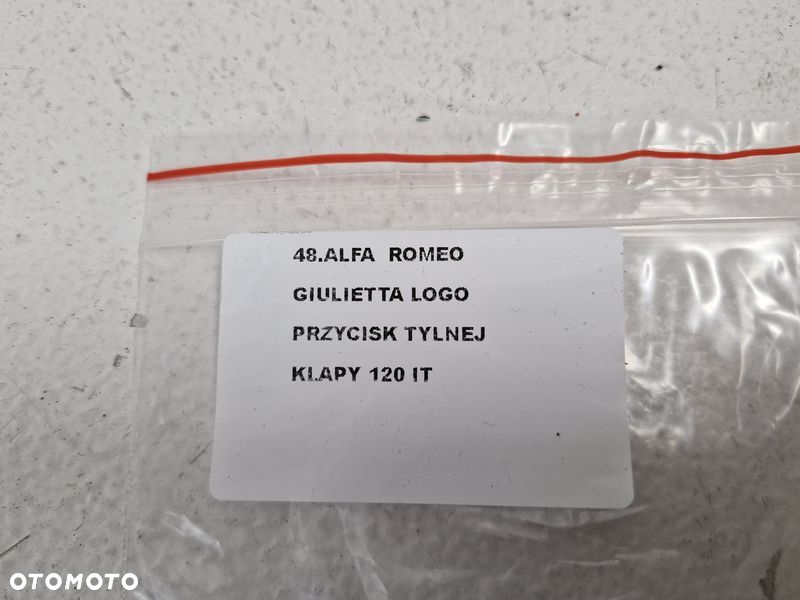 48.ALFA ROMEO
GIULIETTA LOGO
PRZYCISK TYLNEJ
KLAPY 120 IT
OTOMOTO